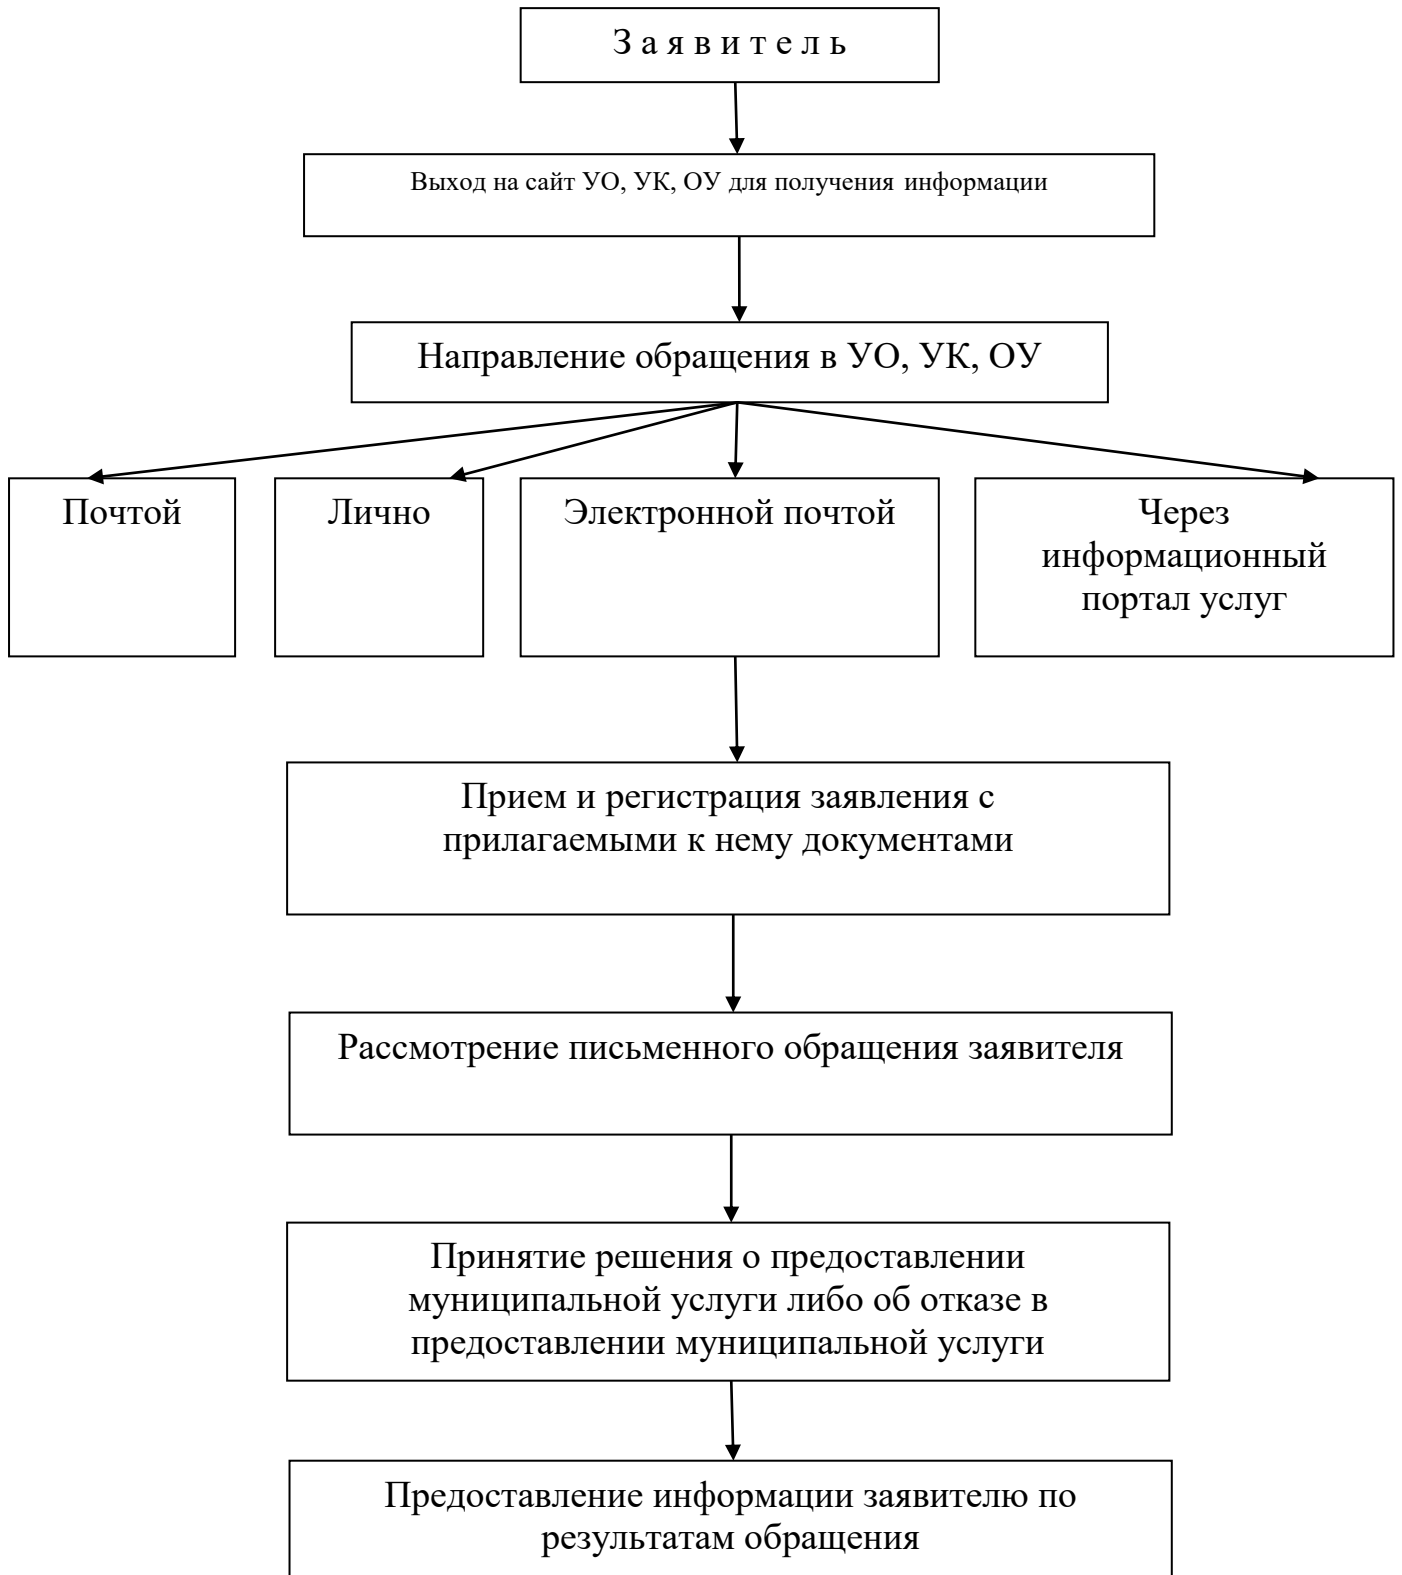 З а я в и т е л ь
Выход на сайт УО, УК, ОУ для получения информации
Направление обращения в УО, УК, ОУ
Почтой
Лично
Электронной почтой
Через
информационный
портал услуг
Прием и регистрация заявления с
прилагаемыми к нему документами
Рассмотрение письменного обращения заявителя
Принятие решения о предоставлении
муниципальной услуги либо об отказе в
предоставлении муниципальной услуги
Предоставление информации заявителю по
результатам обращения